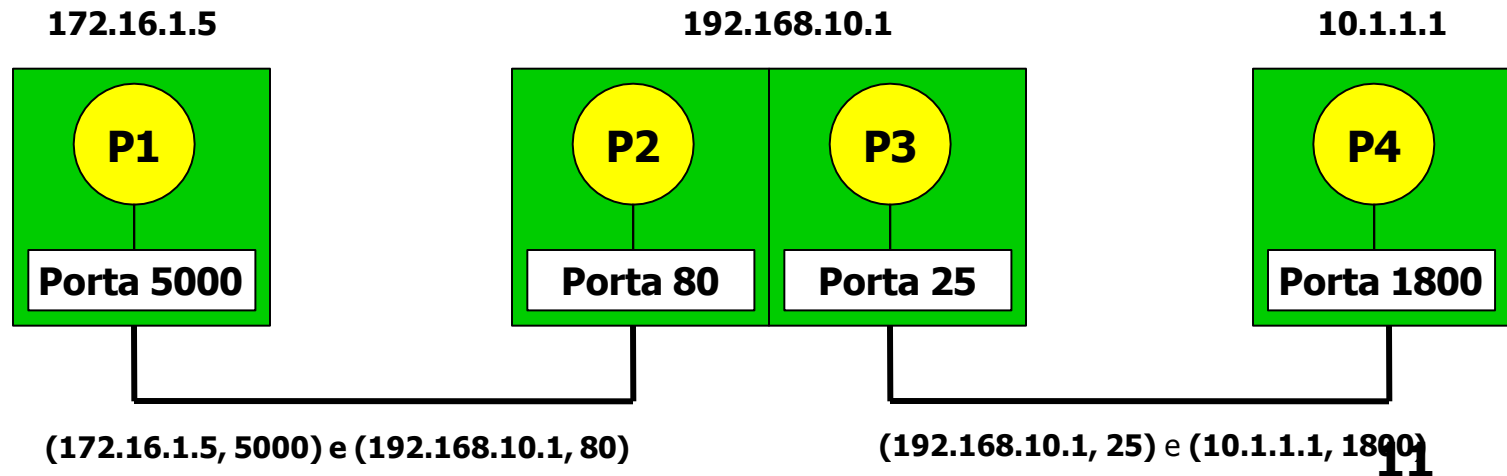 172.16.1.5
192.168.10.1
10.1.1.1
P1
P2
P3
P4
Porta 5000
Porta 80
Porta 25
Porta 1800
(172.16.1.5, 5000) e (192.168.10.1, 80)
(192.168.10.1, 25) e (10.1.1.1, 1800)
11